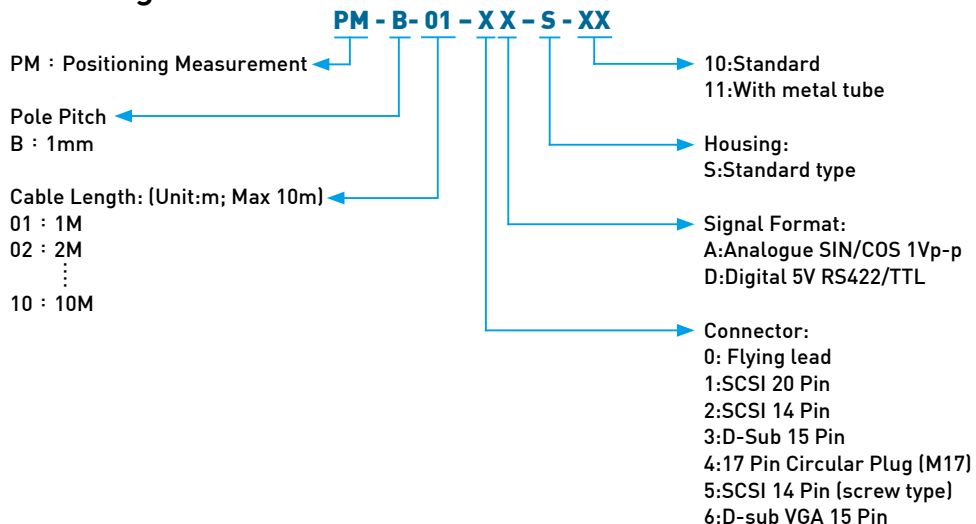 PM - B- 01 – X X – S - XX
PM：Positioning Measurement
Pole Pitch
B：1mm
Cable Length: (Unit:m; Max 10m)
01：1M
02：2M
⋮
10：10M
10:Standard
11:With metal tube
Housing:
S:Standard type
Signal Format:
A:Analogue SIN/COS 1Vp-p
D:Digital 5V RS422/TTL
Connector:
0: Flying lead
1:SCSI 20 Pin
2:SCSI 14 Pin
3:D-Sub 15 Pin
4:17 Pin Circular Plug (M17)
5:SCSI 14 Pin (screw type)
6:D-sub VGA 15 Pin